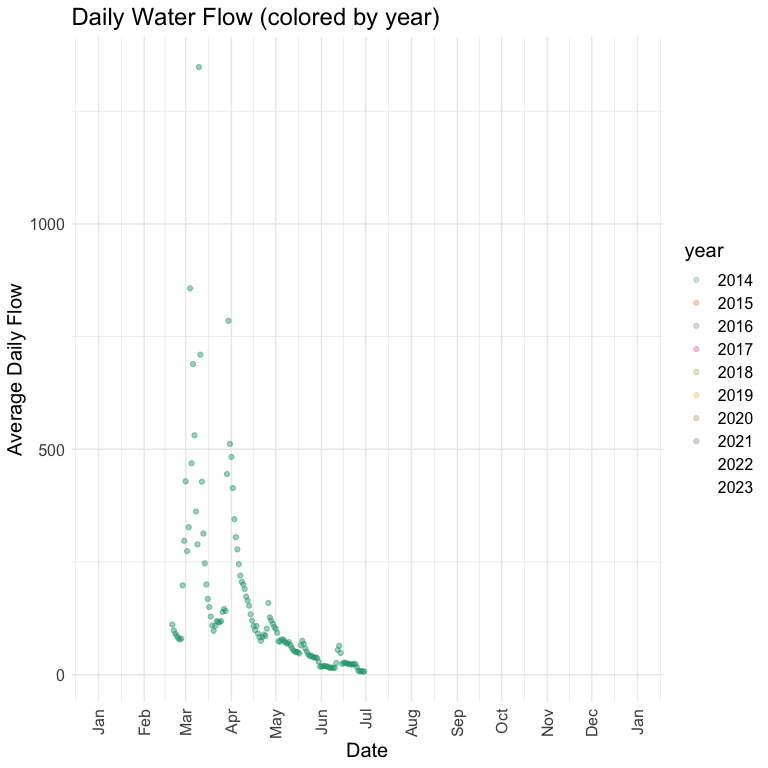 Daily Water Flow (colored by year)
Average Daily Flow
1000
500
0
Jan
Feb
Mar
Apr
May
Jun
Jul
Aug
Sep
Oct
Nov
Dec
Jan
Date
year
2014
2015
2016
2017
2018
2019
2020
2021
2022
2023